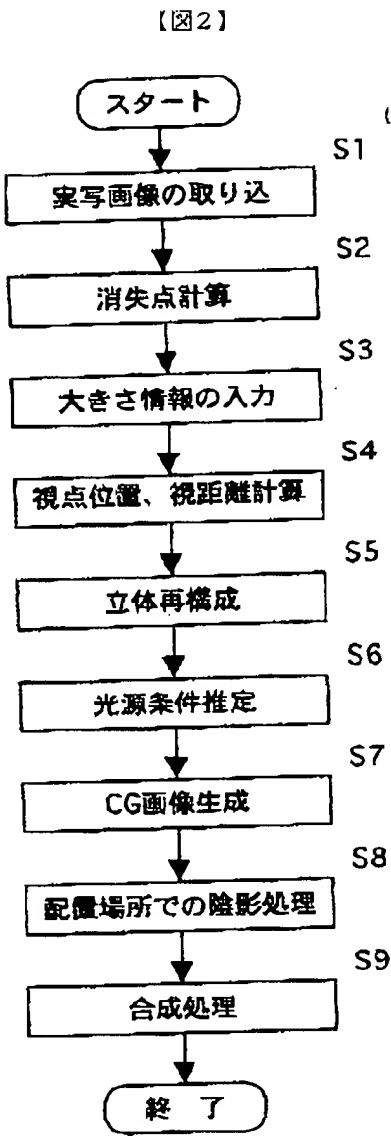 【図2】
スタート
S1
実写画像の取り込
S2
消失点計算
S3
大きさ情報の入力
S4
視点位置、視距離計算
S5
立体再構成
S6
光源条件推定
S7
CG画像生成
S8
配置場所での陰影処理
S9
合成処理
終 了